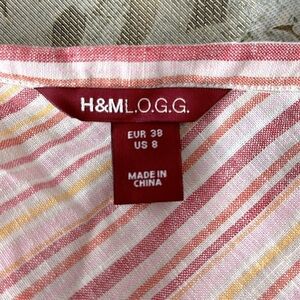 H&M L.O.G.G.
EUR 38
US 8
MADE IN
CHINA